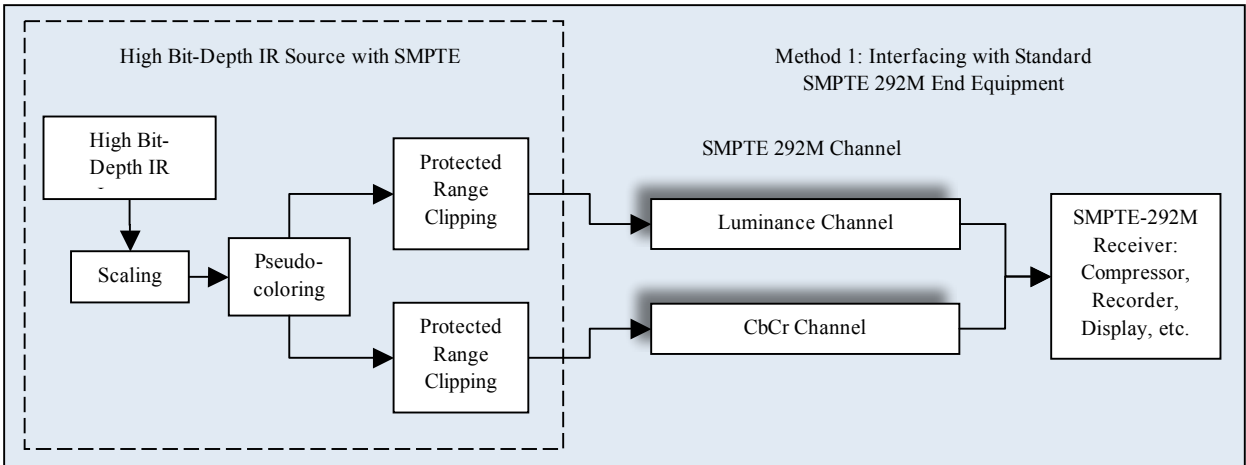 High Bit-Depth IR Source with SMPTE
Method 1: Interfacing with Standard
SMPTE 292M End Equipment
High Bit-
Depth IR
Scaling
Pseudo-
coloring
Protected
Range
Clipping
Protected
Range
Clipping
SMPTE 292M Channel
Luminance Channel
CbCr Channel
SMPTE-292M
Receiver:
Compressor,
Recorder,
Display, etc.